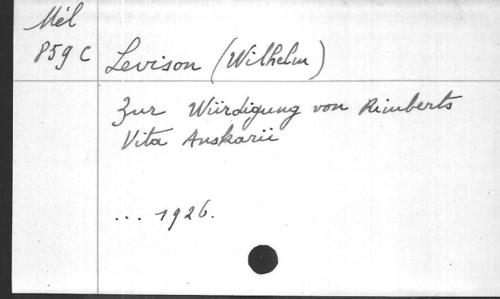 Mél
859 C
Levison (Wilhelm)
Zur Würdigung von Rimberts
Vita Anskarii
... 1926.